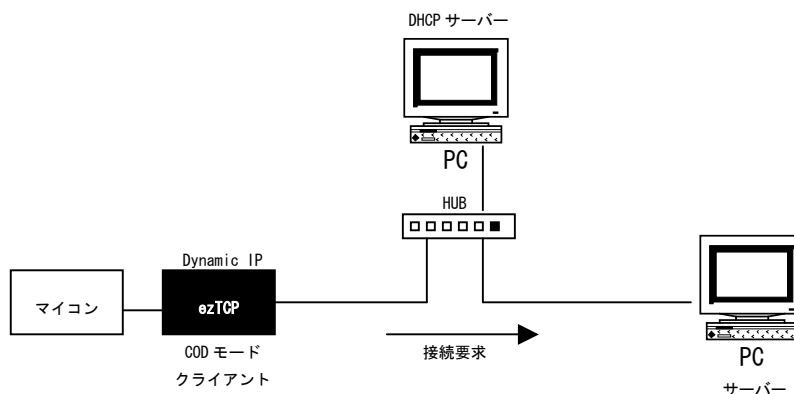 DHCP サーバー
PC
HUB
Dynamic IP
マイコン
ezTCP
COD モード
クライアント
接続要求
PC
サーバー